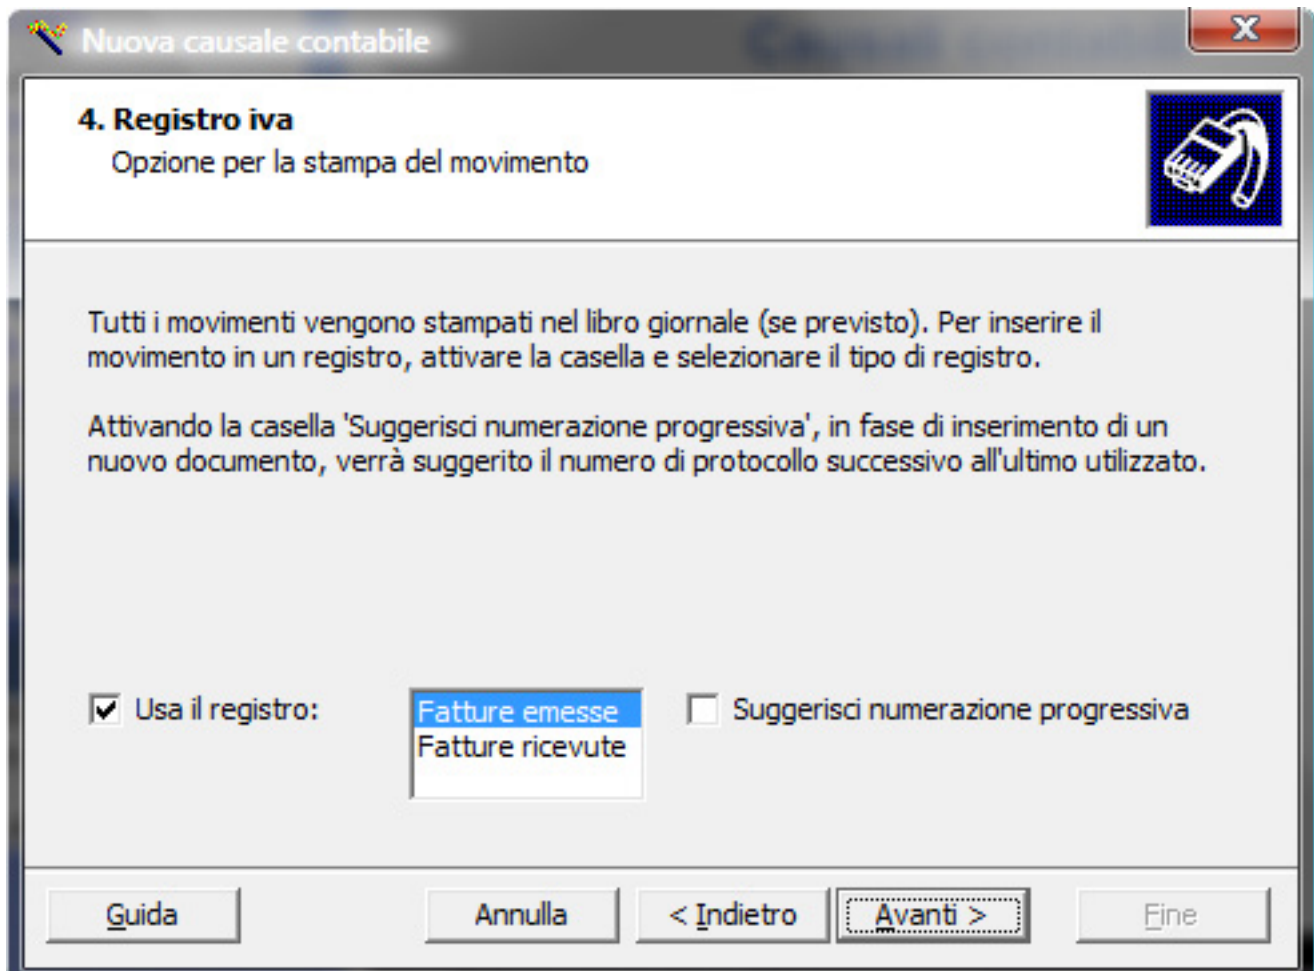 Nuova causale contabile
4. Registro iva
Opzione per la stampa del movimento
Tutti i movimenti vengono stampati nel libro giornale (se previsto). Per inserire il
movimento in un registro, attivare la casella e selezionare il tipo di registro.
Attivando la casella 'Suggerisci numerazione progressiva', in fase di inserimento di un
nuovo documento, verrà suggerito il numero di protocollo successivo all'ultimo utilizzato.
Usa il registro:
Fatture emesse
Fatture ricevute
Suggerisci numerazione progressiva
Guida
Annulla
< Indietro
Avanti >
Fine